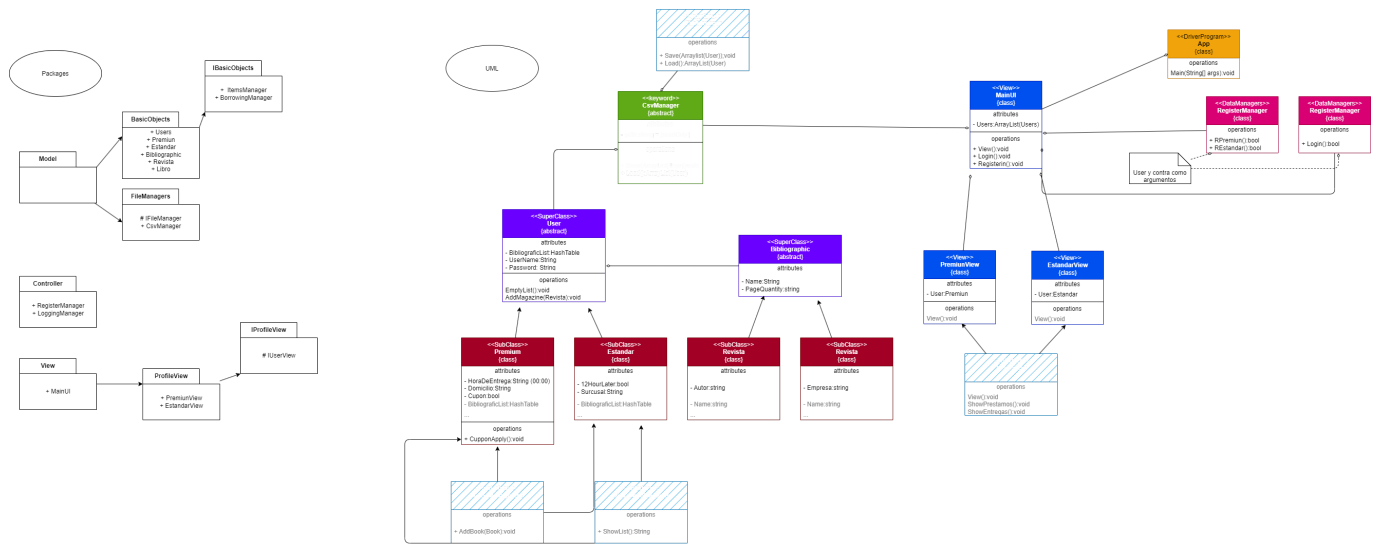 Packages
IBasicObjects
+ ItemsManager
+ BorrowingManager
BasicObjects
+ Users
+ Premiun
+ Estandar
+ Bibliographic
+ Revista
+ Libro
Model
FileManagers
# IFileManager
+ CsvManager
Controller
+ RegisterManager
+ LoggingManager
IProfileView
# IUserView
View
+ MainUI
ProfileView
+ PremiunView
+ EstandarView
UML
operations
+ Save(Arraylist(User)):void
+ Load():ArrayList(User)
<<keyword>>
CsvManager
{abstract}
<<SuperClass>>
User
{abstract}
attributes
- BibliograficList:HashTable
- UserName:String
- Password: String
operations
EmptyList():void
AddMagazine(Revista):void
<<SuperClass>>
Bibliographic
{abstract}
attributes
- Name:String
- PageQuantity:string
<<SubClass>>
Premium
{class}
attributes
- HoraDeEntrega:String (00:00)
- Domicilio:String
- Cupon:bool
- BibliograficList:HashTable
...
operations
+ CupponApply():void
<<SubClass>>
Estandar
{class}
attributes
- 12HourLater:bool
- Surcusal:String
- BibliograficList:HashTable
...
<<SubClass>>
Revista
{class}
attributes
- Autor:string
- Name:string
...
<<SubClass>>
Revista
{class}
attributes
- Empresa:string
- Name:string
...
operations
+ AddBook(Book):void
operations
+ ShowList():String
<<DriverProgram>>
App
{class}
operations
Main(String[] args):void
<<View>>
MainUI
{class}
attributes
- Users:ArrayList(Users)
operations
+ View():void
+ Login():void
+ Registerin():void
<<DataManagers>>
RegisterManager
{class}
operations
+ RPremiun():bool
+ REstandar():bool
<<DataManagers>>
RegisterManager
{class}
operations
+ Login():bool
User y contra como
argumentos
<<View>>
PremiunView
{class}
attributes
- User:Premiun
operations
View():void
<<View>>
EstandarView
{class}
attributes
- User:Estandar
operations
View():void
View():void
ShowPrestamos():void
ShowEntregas():void